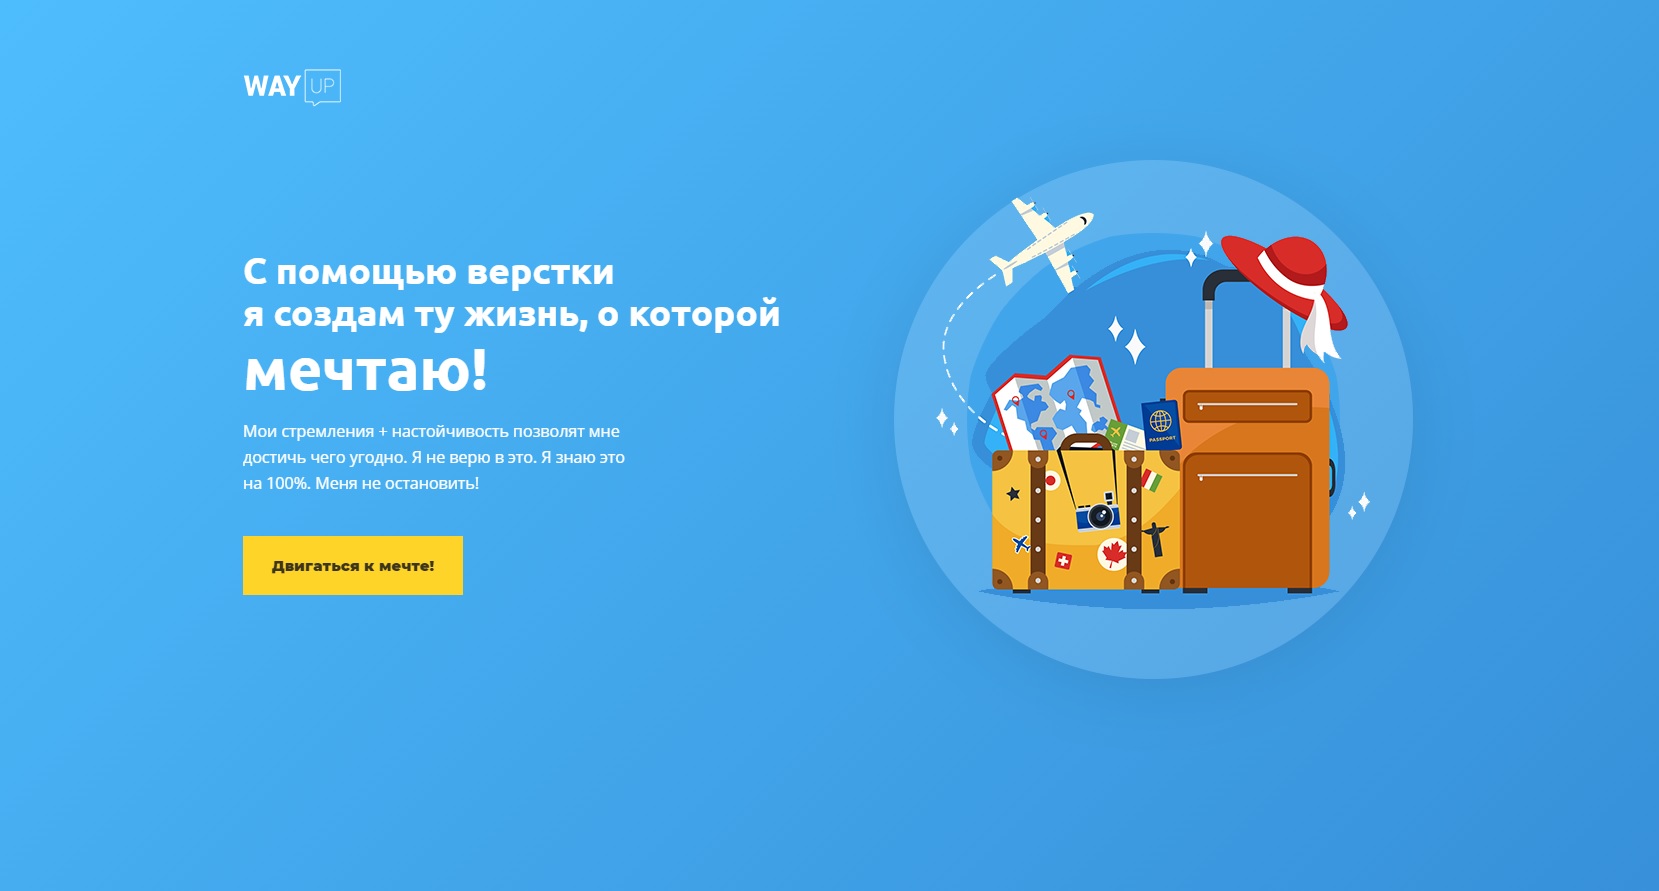 WAY UP
С помощью верстки
я создам ту жизнь, о которой
мечтаю!
Мои стремления + настойчивость позволят мне
достичь чего угодно. Я не верю в это. Я знаю это
на 100%. Меня не остановить!
Двигаться к мечте!
PASSPORT